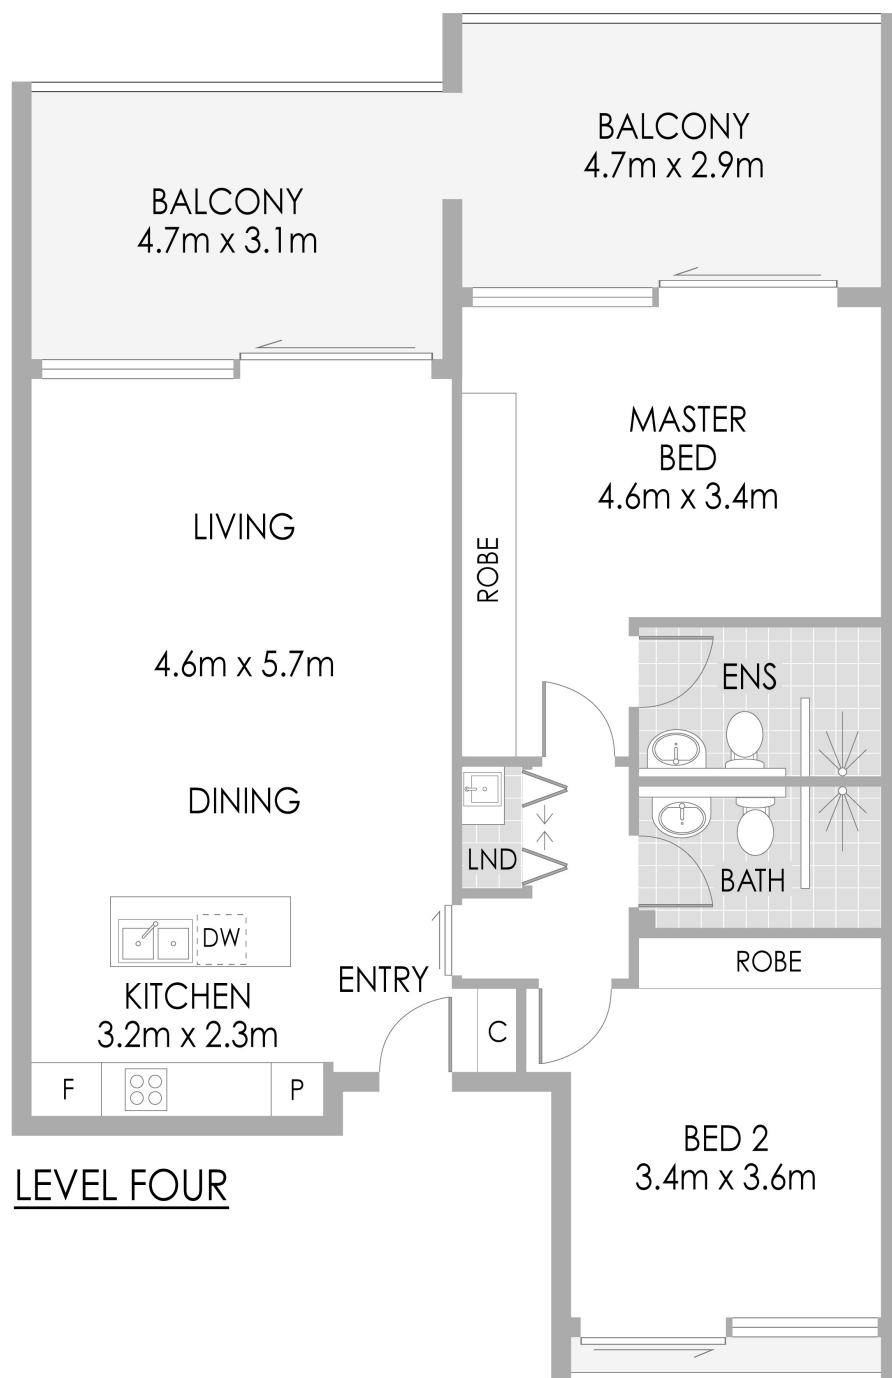 BALCONY
4.7m x 2.9m
BALCONY
4.7m x 3.1m
MASTER
BED
4.6m x 3.4m
LIVING
ROBE
4.6m x 5.7m
ENS
DINING
LND
BATH
DW
ENTRY
ROBE
KITCHEN
3.2m x 2.3m
C
F
P
BED 2
3.4m x 3.6m
LEVEL FOUR